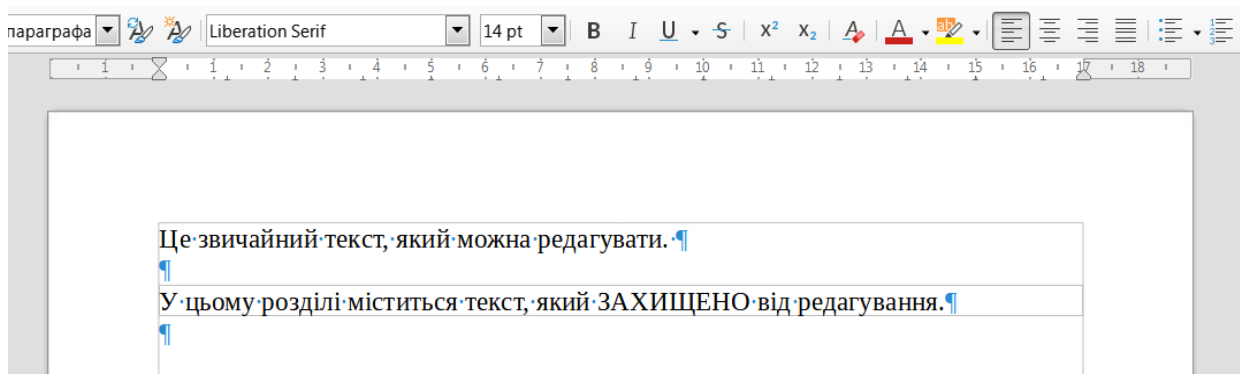 параграфа Liberation Serif 14 pt B I U S X² X₂ A A ab
1 1 2 3 4 5 6 7 8 9 10 11 12 13 14 15 16 17 18
Це звичайний текст, який можна редагувати. ¶
¶
У цьому розділі міститься текст, який ЗАХИЩЕНО від редагування.¶
¶